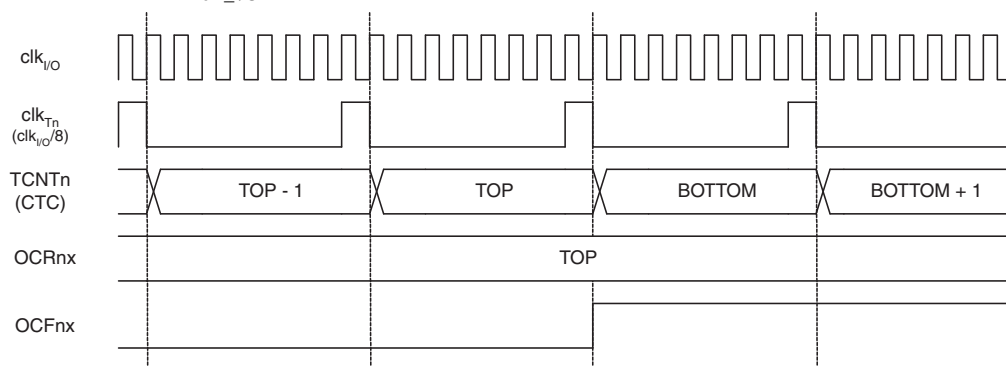 clkI/O
clkTn
(clkI/O/8)
TCNTn
(CTC)
TOP - 1
TOP
BOTTOM
BOTTOM + 1
OCRnx
TOP
OCFnx